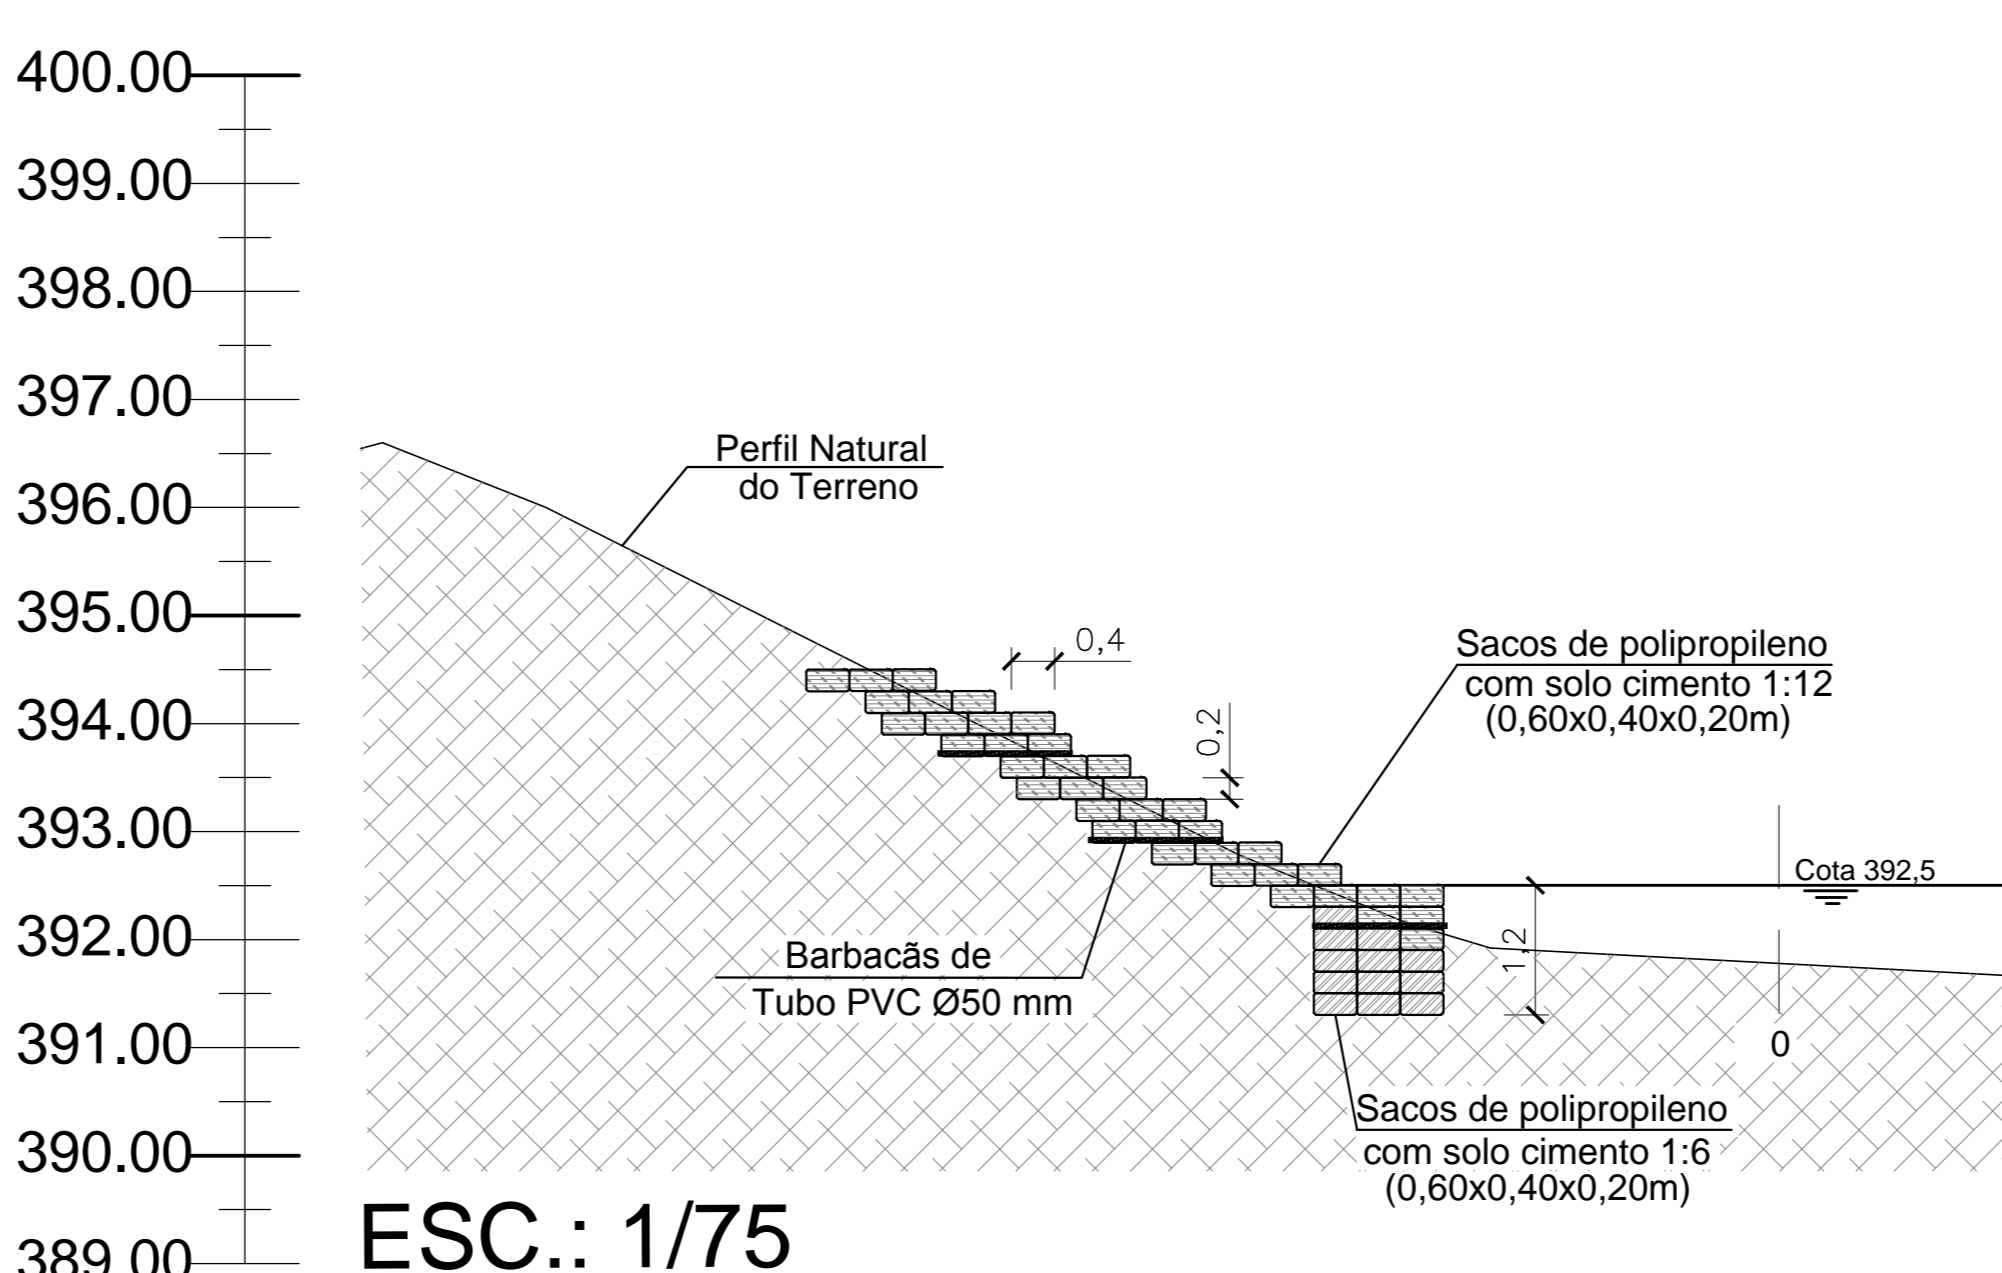 400.00
399.00
398.00
397.00
396.00
395.00
394.00
393.00
392.00
391.00
390.00
389.00
Perfil Natural
do Terreno
0,4
0,2
Sacos de polipropileno
com solo cimento 1:12
(0,60x0,40x0,20m)
Cota 392,5
1,2
Barbacãs de
Tubo PVC Ø50 mm
0
Sacos de polipropileno
com solo cimento 1:6
(0,60x0,40x0,20m)
ESC.: 1/75